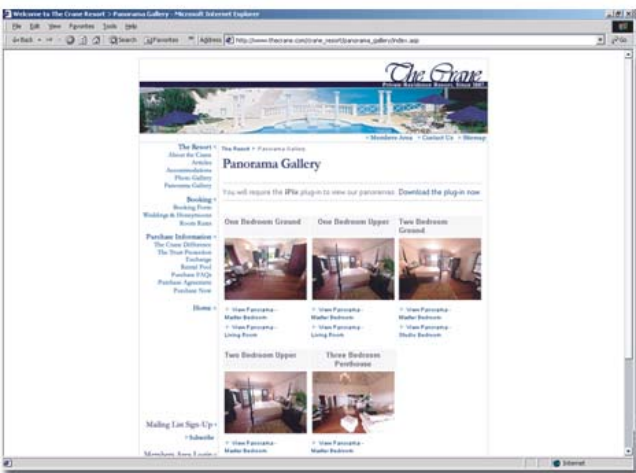 Welcome to The Crane Resort > Panorama Gallery - Microsoft Internet Explorer
File Edit View Favorites Tools Help
Back Search Favorites Address http://www.thecrane.com/crane_resort/panorama_gallery/index.asp Go
The Crane
Private Residence Resort, Since 1887
Members Area Contact Us Sitemap
The Resort
About the Crane
Articles
Accommodations
Photo Gallery
Panorama Gallery
Booking
Booking Form
Weddings & Honeymoons
Room Rates
Purchase Information
The Crane Difference
The Trust Protection
Exchange
Rental Pool
Purchase FAQs
Purchase Agreement
Purchase Now
Home
Mailing List Sign-Up
Subscribe
Members Area Login
The Resort > Panorama Gallery
Panorama Gallery
You will require the iPix plug-in to view our panoramas. Download the plug-in now
One Bedroom Ground
One Bedroom Upper
Two Bedroom
Ground
View Panorama -
Master Bedroom
View Panorama -
Living Room
View Panorama -
Master Bedroom
View Panorama -
Living Room
View Panorama -
Master Bedroom
View Panorama -
Studio Bedroom
Two Bedroom Upper
Three Bedroom
Penthouse
View Panorama -
Master Bedroom
View Panorama -
Master Bedroom
Internet